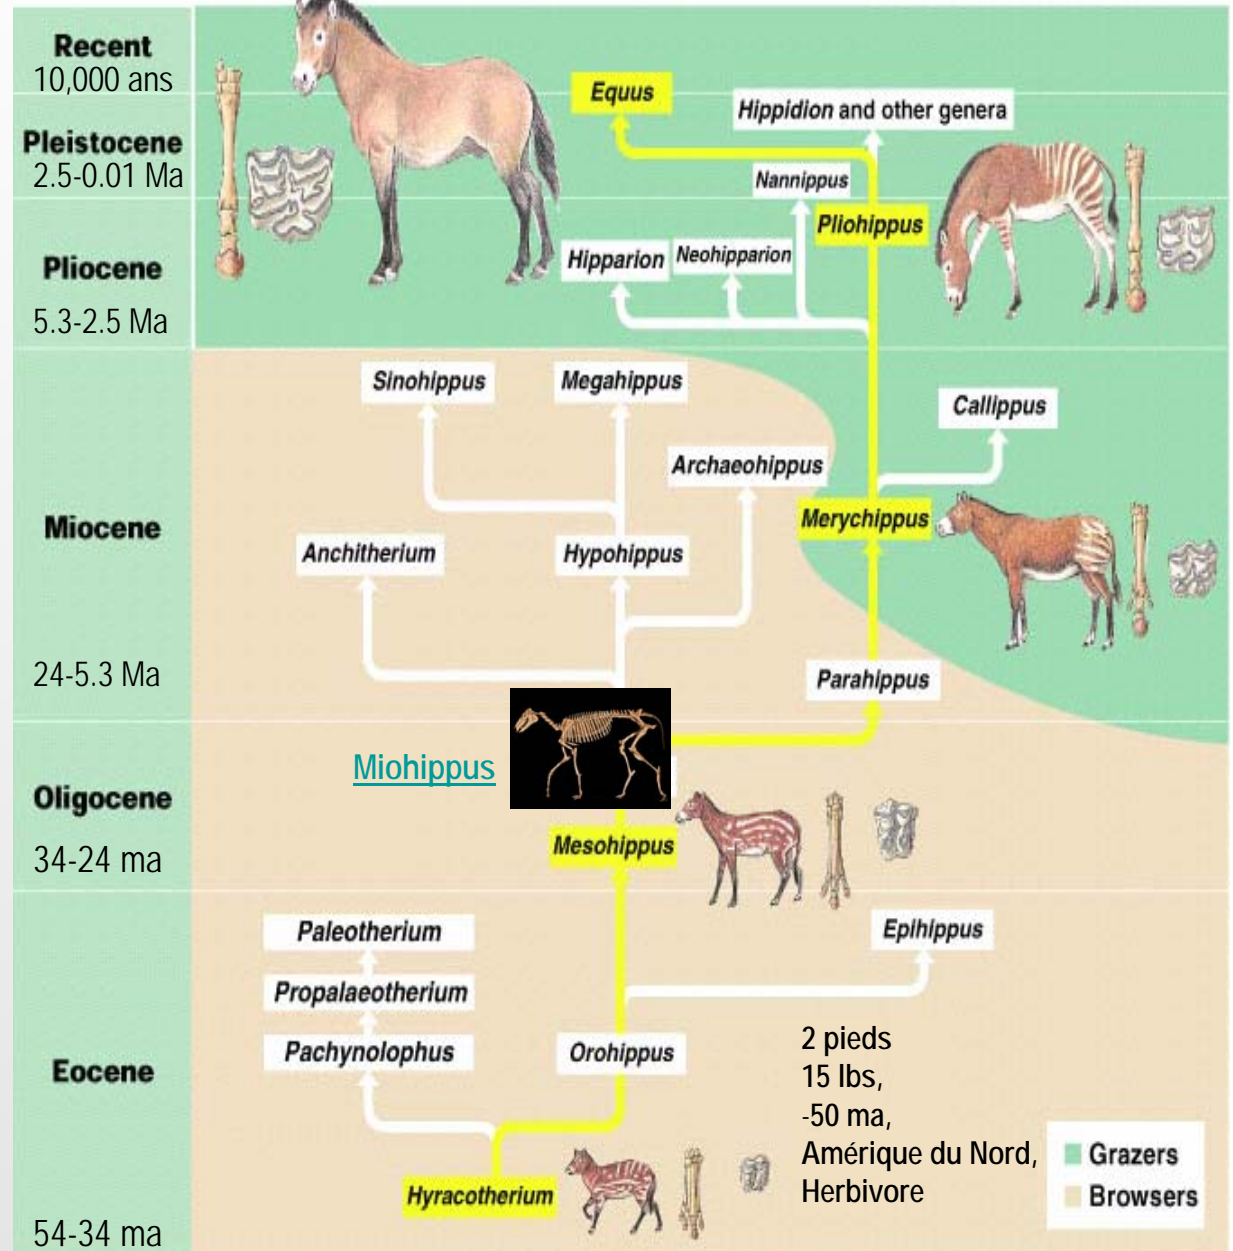 Recent
10,000 ans
Equus
Hippidion and other genera
Pleistocene
2.5-0.01 Ma
Nannippus
Pliohippus
Pliocene
Hipparion
Neohipparion
5.3-2.5 Ma
Sinohippus
Megahippus
Callippus
Archaeohippus
Miocene
Merychippus
Anchitherium
Hypohippus
24-5.3 Ma
Parahippus
Miohippus
Oligocene
34-24 ma
Mesohippus
Paleotherium
Epihippus
Propalaeotherium
Pachynolophus
Orohippus
Eocene
2 pieds
15 lbs,
-50 ma,
Amérique du Nord,
Herbivore
Grazers
Browsers
Hyracotherium
54-34 ma